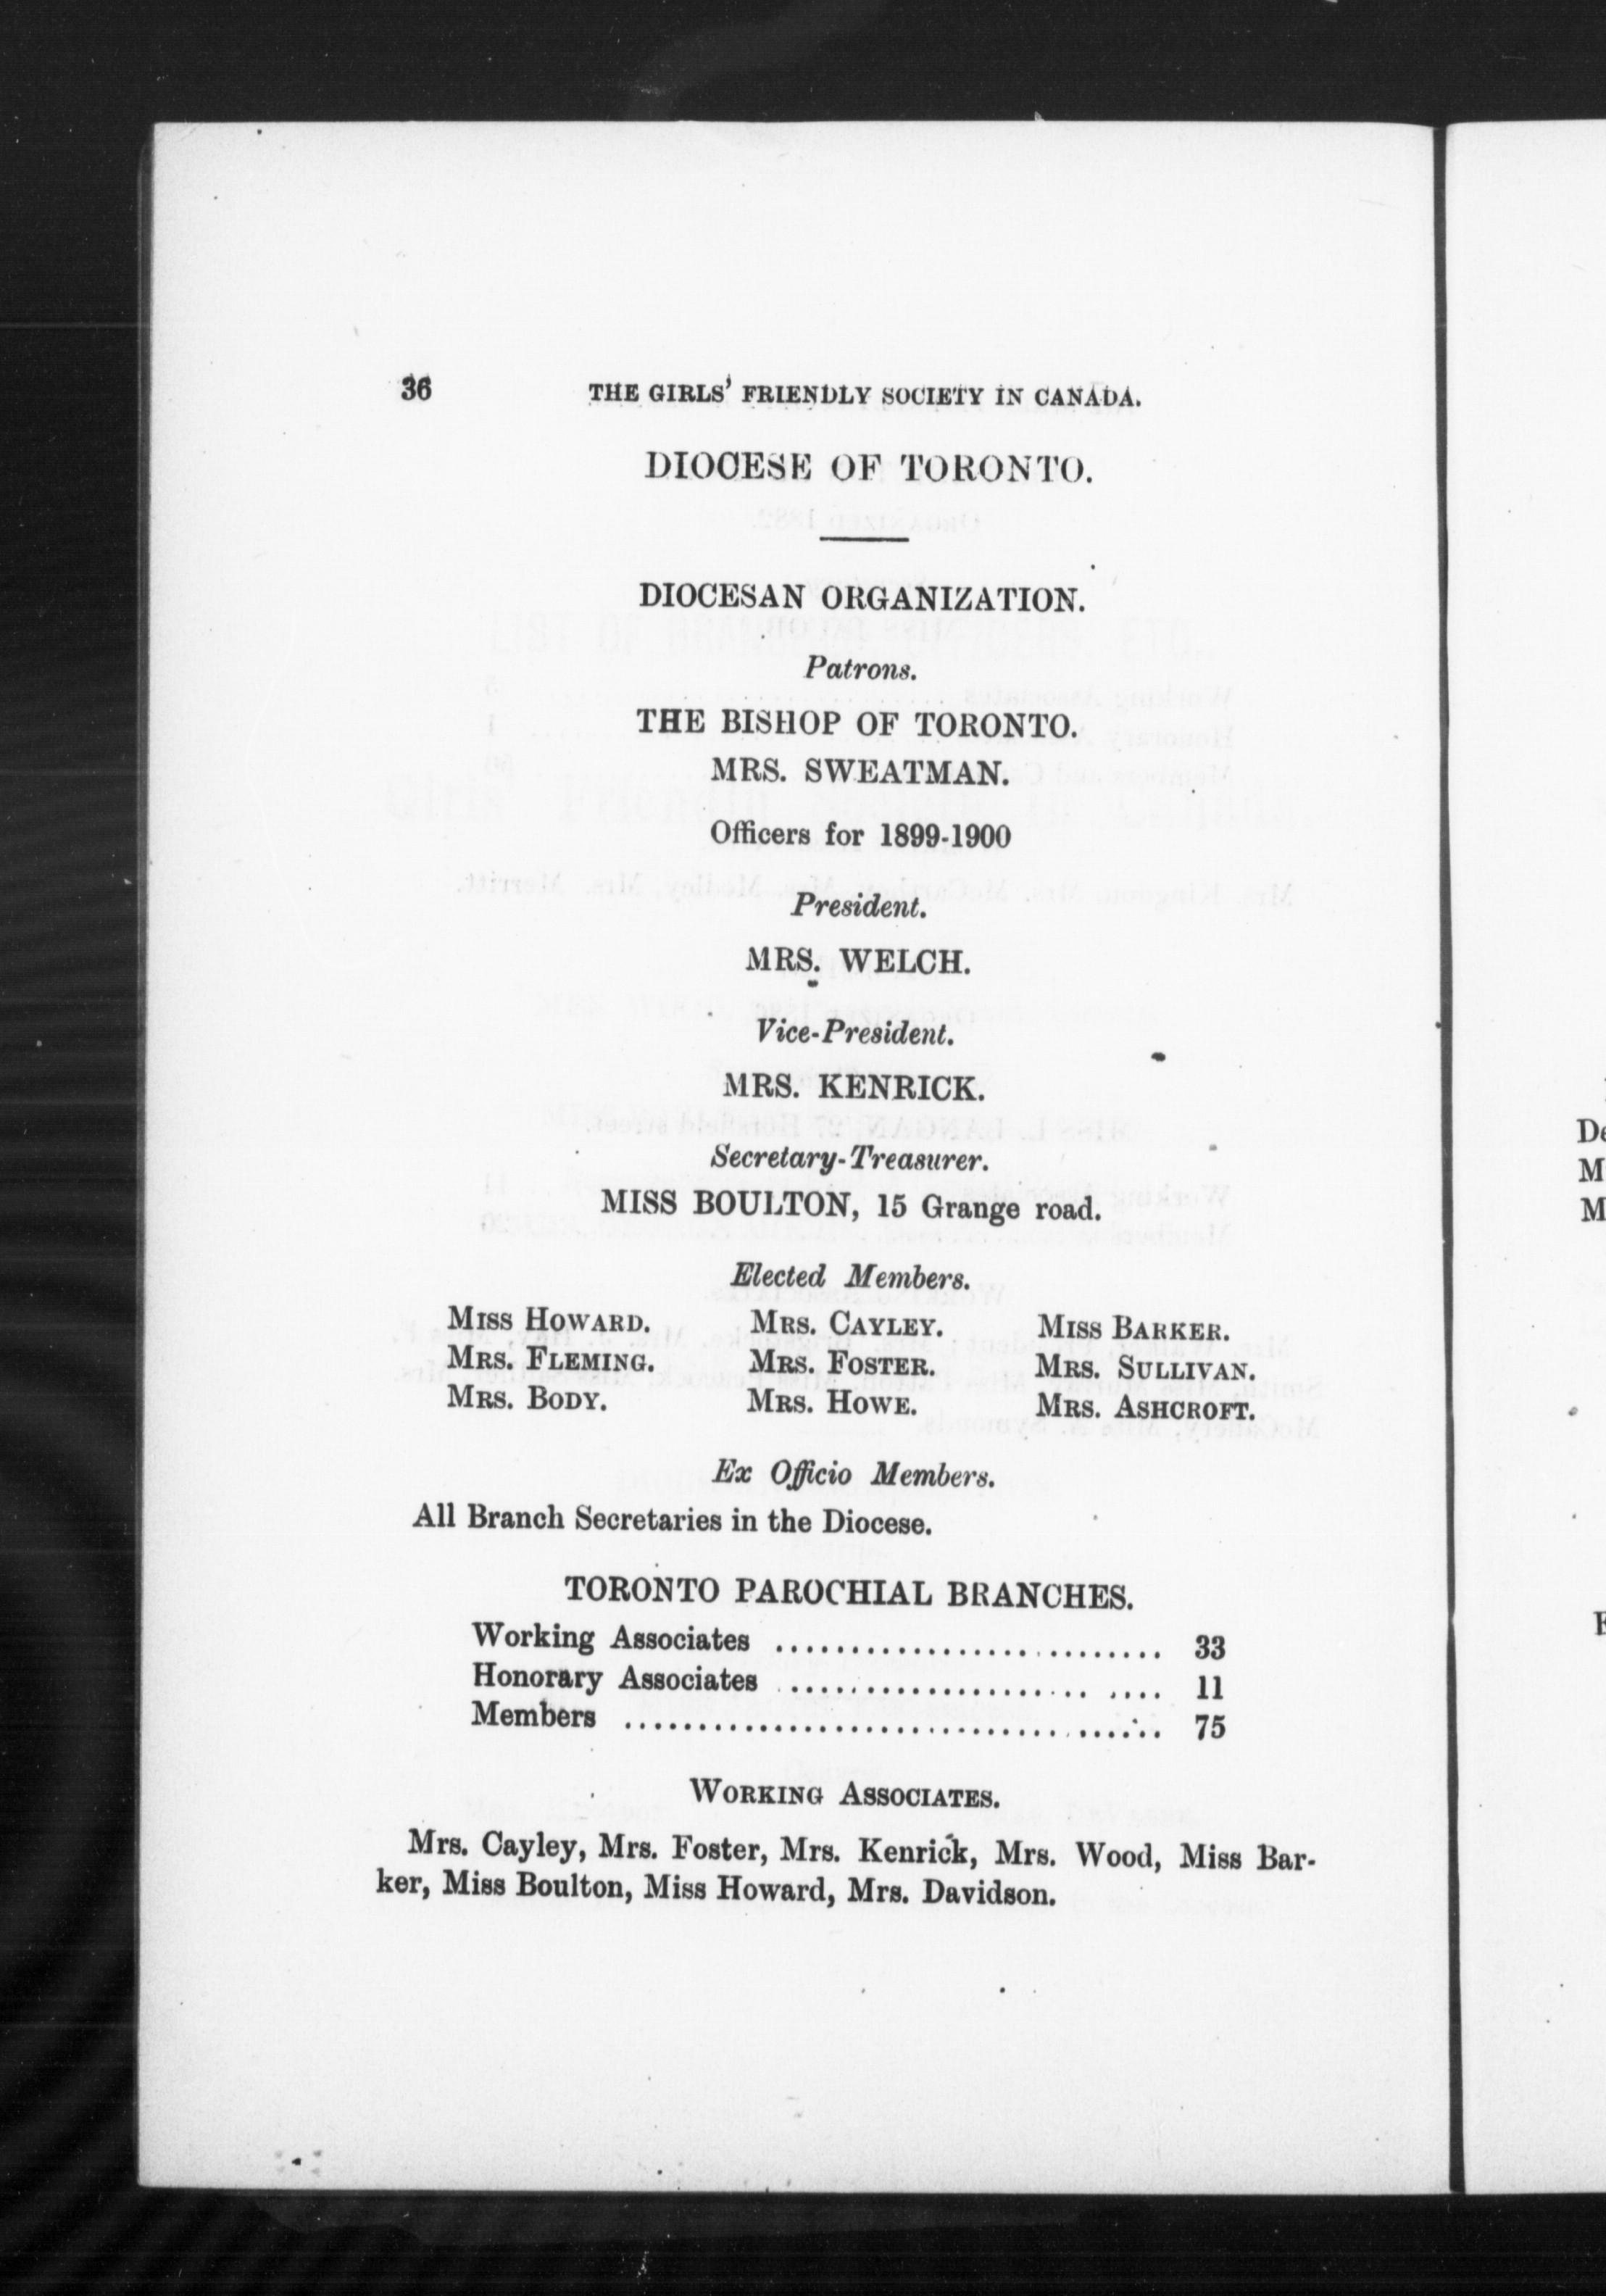 36 THE GIRLS' FRIENDLY SOCIETY IN CANADA.
DIOCESE OF TORONTO.
DIOCESAN ORGANIZATION.
Patrons.
THE BISHOP OF TORONTO.
MRS. SWEATMAN.
Officers for 1899-1900
President.
MRS. WELCH.
Vice-President.
MRS. KENRICK.
Secretary-Treasurer.
MISS BOULTON, 15 Grange road.
Elected Members.
MISS HOWARD. MRS. CAYLEY. MISS BARKER.
MRS. FLEMING. MRS. FOSTER. MRS. SULLIVAN.
MRS. BODY. MRS. HOWE. MRS. ASHCROFT.
Ex Officio Members.
All Branch Secretaries in the Diocese.
TORONTO PAROCHIAL BRANCHES.
Working Associates .......................... 33
Honorary Associates ........................ 11
Members .................................... 75
WORKING ASSOCIATES.
Mrs. Cayley, Mrs. Foster, Mrs. Kenrick, Mrs. Wood, Miss Bar-
ker, Miss Boulton, Miss Howard, Mrs. Davidson.